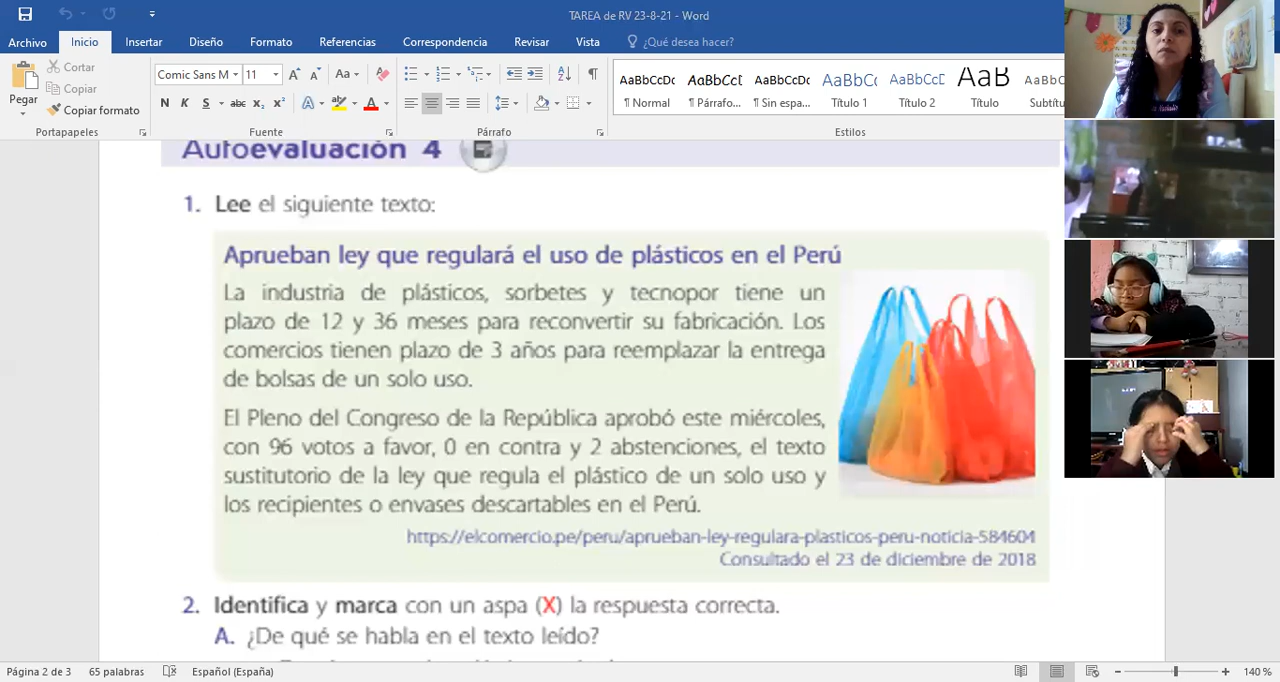 TAREA de RV 23-8-21 - Word
Archivo Inicio Insertar Diseño Formato Referencias Correspondencia Revisar Vista ¿Qué desea hacer?
Pegar
Cortar
Copiar
Copiar formato
Portapapeles
Comic Sans M 11
Aa
N K S abc x₂ x² A A
Fuente
Párrafo
AaBbCcDc AaBbCcL AaBbCcDc AaBbC AaBbCcD AaB AaBbC
¶ Normal ¶ Párrafo... ¶ Sin espa... Título 1 Título 2 Título Subtítu
Estilos
Autoevaluación 4
1. Lee el siguiente texto:
Aprueban ley que regulará el uso de plásticos en el Perú
La industria de plásticos, sorbetes y tecnopor tiene un
plazo de 12 y 36 meses para reconvertir su fabricación. Los
comercios tienen plazo de 3 años para reemplazar la entrega
de bolsas de un solo uso.
El Pleno del Congreso de la República aprobó este miércoles,
con 96 votos a favor, 0 en contra y 2 abstenciones, el texto
sustitutorio de la ley que regula el plástico de un solo uso y
los recipientes o envases descartables en el Perú.
https://elcomercio.pe/peru/aprueban-ley-regulara-plasticos-peru-noticia-584604
Consultado el 23 de diciembre de 2018
2. Identifica y marca con un aspa (X) la respuesta correcta.
A. ¿De qué se habla en el texto leído?
Página 2 de 3 65 palabras Español (España) 140 %